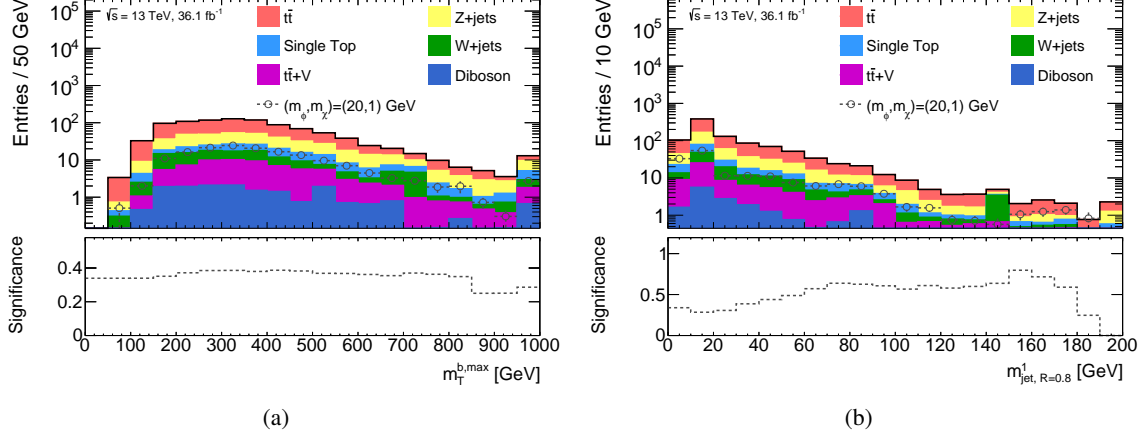 √s = 13 TeV, 36.1 fb⁻¹
tt̄ Z+jets
Single Top W+jets
tt̄+V Diboson
(m_ϕ,m_χ)=(20,1) GeV
Entries / 50 GeV
10⁴
10³
10²
10
1
Significance
0.4
0.2
0
0 100 200 300 400 500 600 700 800 900 1000
m_T^{b,max} [GeV]
(a)
√s = 13 TeV, 36.1 fb⁻¹
tt̄ Z+jets
Single Top W+jets
tt̄+V Diboson
(m_ϕ,m_χ)=(20,1) GeV
Entries / 10 GeV
10⁵
10⁴
10³
10²
10
1
Significance
1
0.5
0
0 20 40 60 80 100 120 140 160 180 200
m¹_{jet, R=0.8} [GeV]
(b)